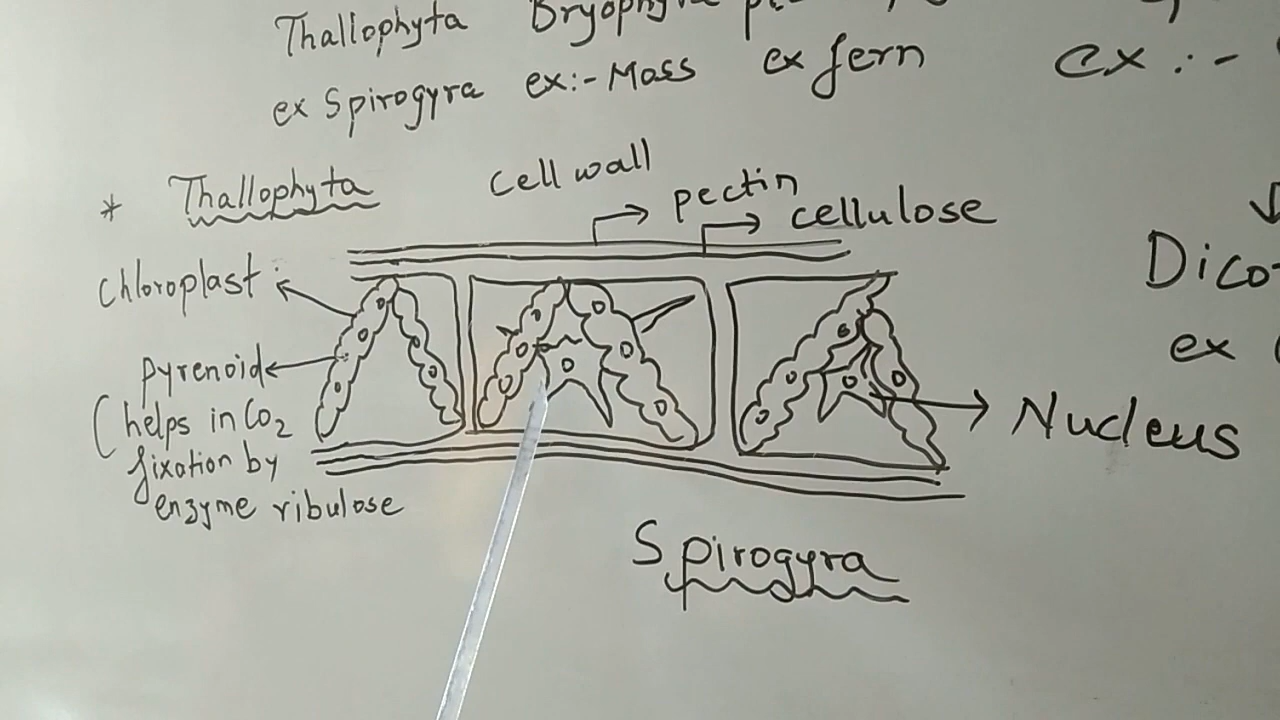 Thallophyta Bryophyta
ex Spirogyra ex:- Moss ex fern ex :-
* Thallophyta
cell wall
pectin
cellulose
chloroplast
pyrenoid
(helps in Co2
fixation by
enzyme ribulose
Nucleus
Spirogyra
ex